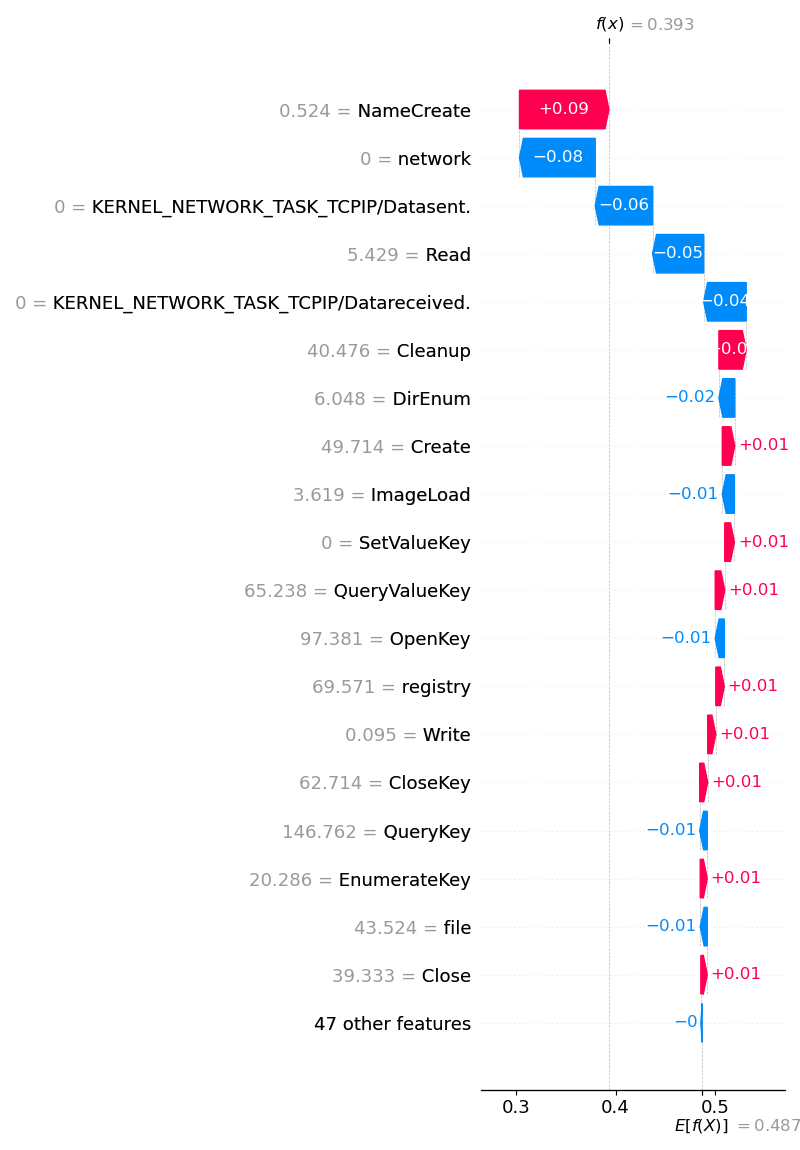 f(x) = 0.393
0.524 = NameCreate
+0.09
0 = network
−0.08
0 = KERNEL_NETWORK_TASK_TCPIP/Datasent.
−0.06
5.429 = Read
−0.05
0 = KERNEL_NETWORK_TASK_TCPIP/Datareceived.
−0.04
40.476 = Cleanup
6.048 = DirEnum
−0.02
49.714 = Create
+0.01
3.619 = ImageLoad
−0.01
0 = SetValueKey
+0.01
65.238 = QueryValueKey
+0.01
97.381 = OpenKey
−0.01
69.571 = registry
+0.01
0.095 = Write
+0.01
62.714 = CloseKey
+0.01
146.762 = QueryKey
−0.01
20.286 = EnumerateKey
+0.01
43.524 = file
−0.01
39.333 = Close
+0.01
47 other features
−0
0.3 0.4 0.5
E[f(X)] = 0.487